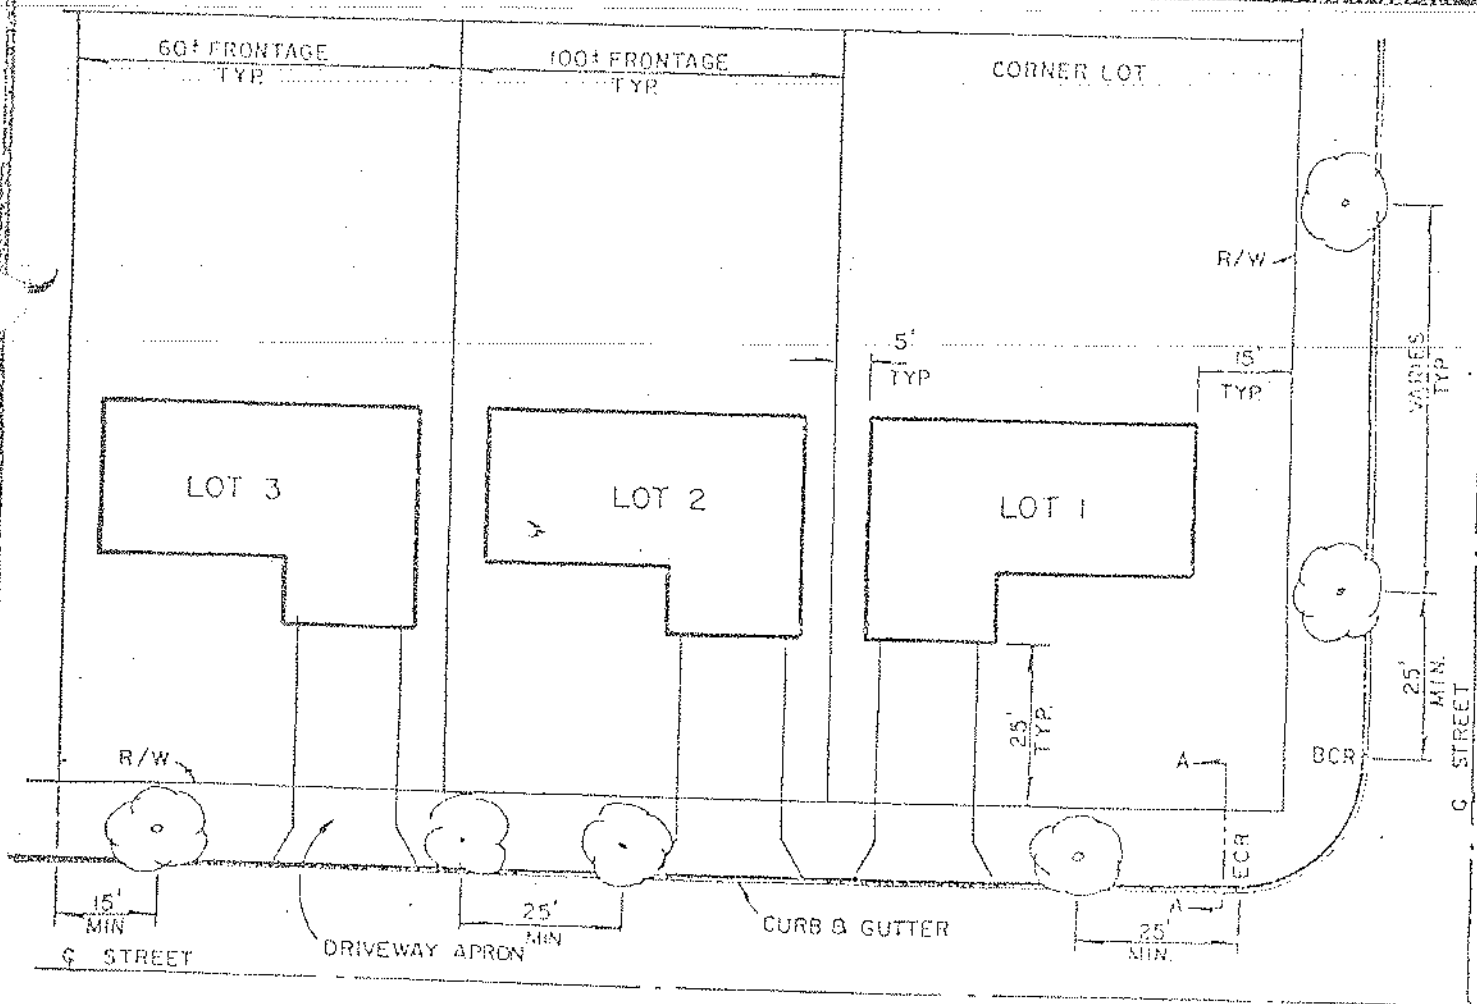 60± FRONTAGE
TYP.
100± FRONTAGE
TYP.
CORNER LOT
R/W
5'
TYP.
15'
TYP.
VARIES
TYP.
LOT 3
LOT 2
LOT 1
25'
TYP.
25'
MIN.
R/W
A
BCR
ECR
A
15'
MIN
25'
MIN
25'
MIN.
CURB & GUTTER
DRIVEWAY APRON
℄ STREET
℄ STREET